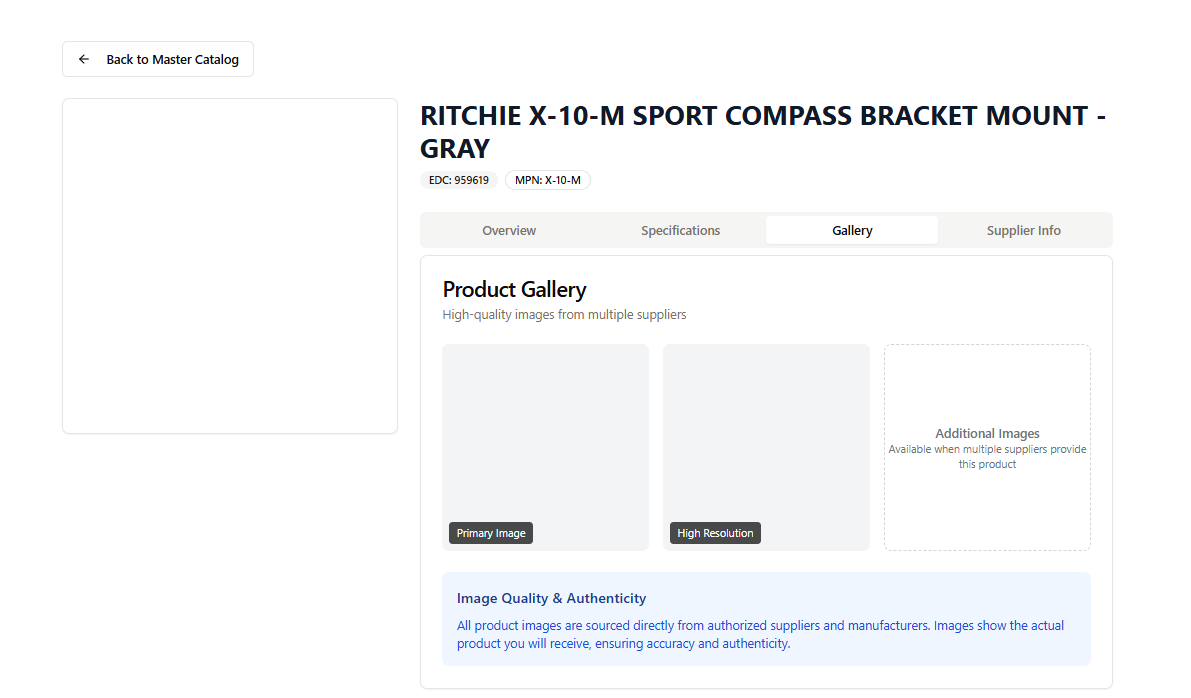 Back to Master Catalog
RITCHIE X-10-M SPORT COMPASS BRACKET MOUNT -
GRAY
EDC: 959619 MPN: X-10-M
Overview Specifications Gallery Supplier Info
Product Gallery
High-quality images from multiple suppliers
Additional Images
Available when multiple suppliers provide
this product
Primary Image High Resolution
Image Quality & Authenticity
All product images are sourced directly from authorized suppliers and manufacturers. Images show the actual
product you will receive, ensuring accuracy and authenticity.